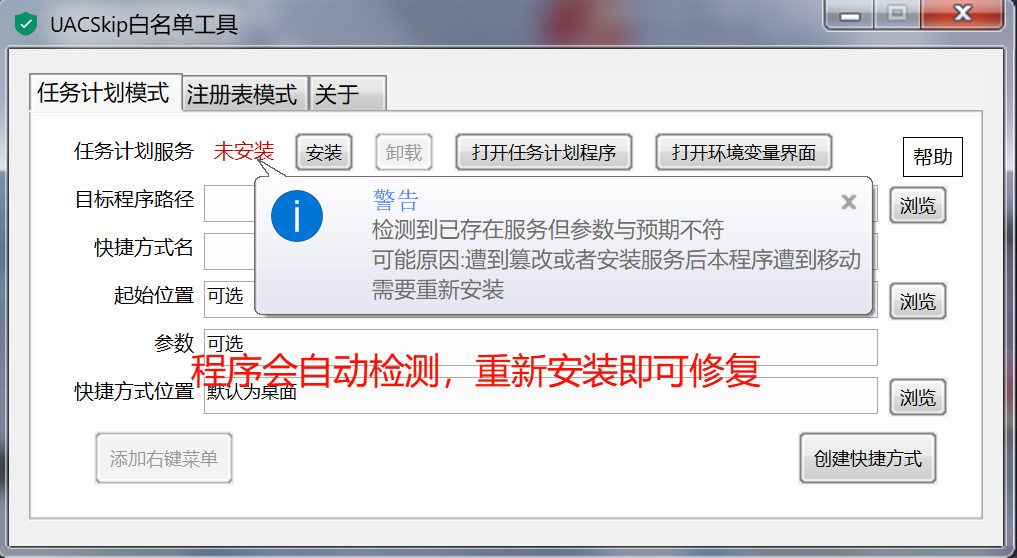 UACSkip白名单工具
任务计划模式 注册表模式 关于
任务计划服务 未安装 安装 卸载 打开任务计划程序 打开环境变量界面 帮助
目标程序路径 浏览
警告
检测到已存在服务但参数与预期不符
可能原因:遭到篡改或者安装服务后本程序遭到移动
需要重新安装
快捷方式名
起始位置 可选 浏览
参数 可选
程序会自动检测，重新安装即可修复
快捷方式位置 默认为桌面 浏览
添加右键菜单 创建快捷方式